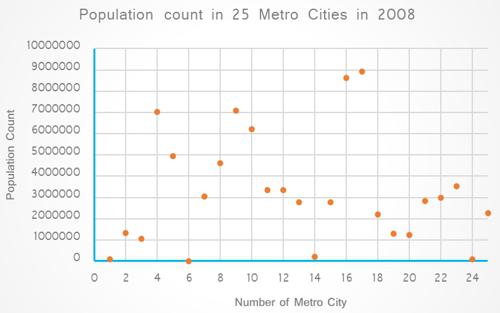 Population count in 25 Metro Cities in 2008
10000000
9000000
8000000
7000000
6000000
5000000
4000000
3000000
2000000
1000000
0
Population Count
0 2 4 6 8 10 12 14 16 18 20 22 24
Number of Metro City